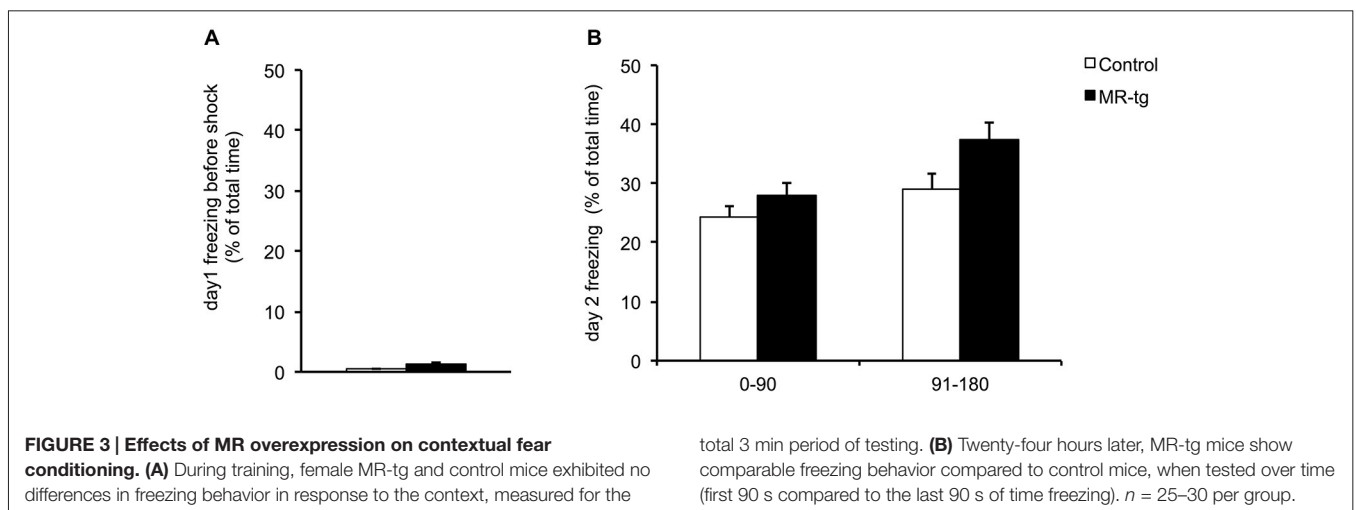 A
day1 freezing before shock
(% of total time)
50
40
30
20
10
0
B
day 2 freezing (% of total time)
50
40
30
20
10
0
0-90
91-180
Control
MR-tg
FIGURE 3 | Effects of MR overexpression on contextual fear
conditioning. (A) During training, female MR-tg and control mice exhibited no
differences in freezing behavior in response to the context, measured for the
total 3 min period of testing. (B) Twenty-four hours later, MR-tg mice show
comparable freezing behavior compared to control mice, when tested over time
(first 90 s compared to the last 90 s of time freezing). n = 25–30 per group.